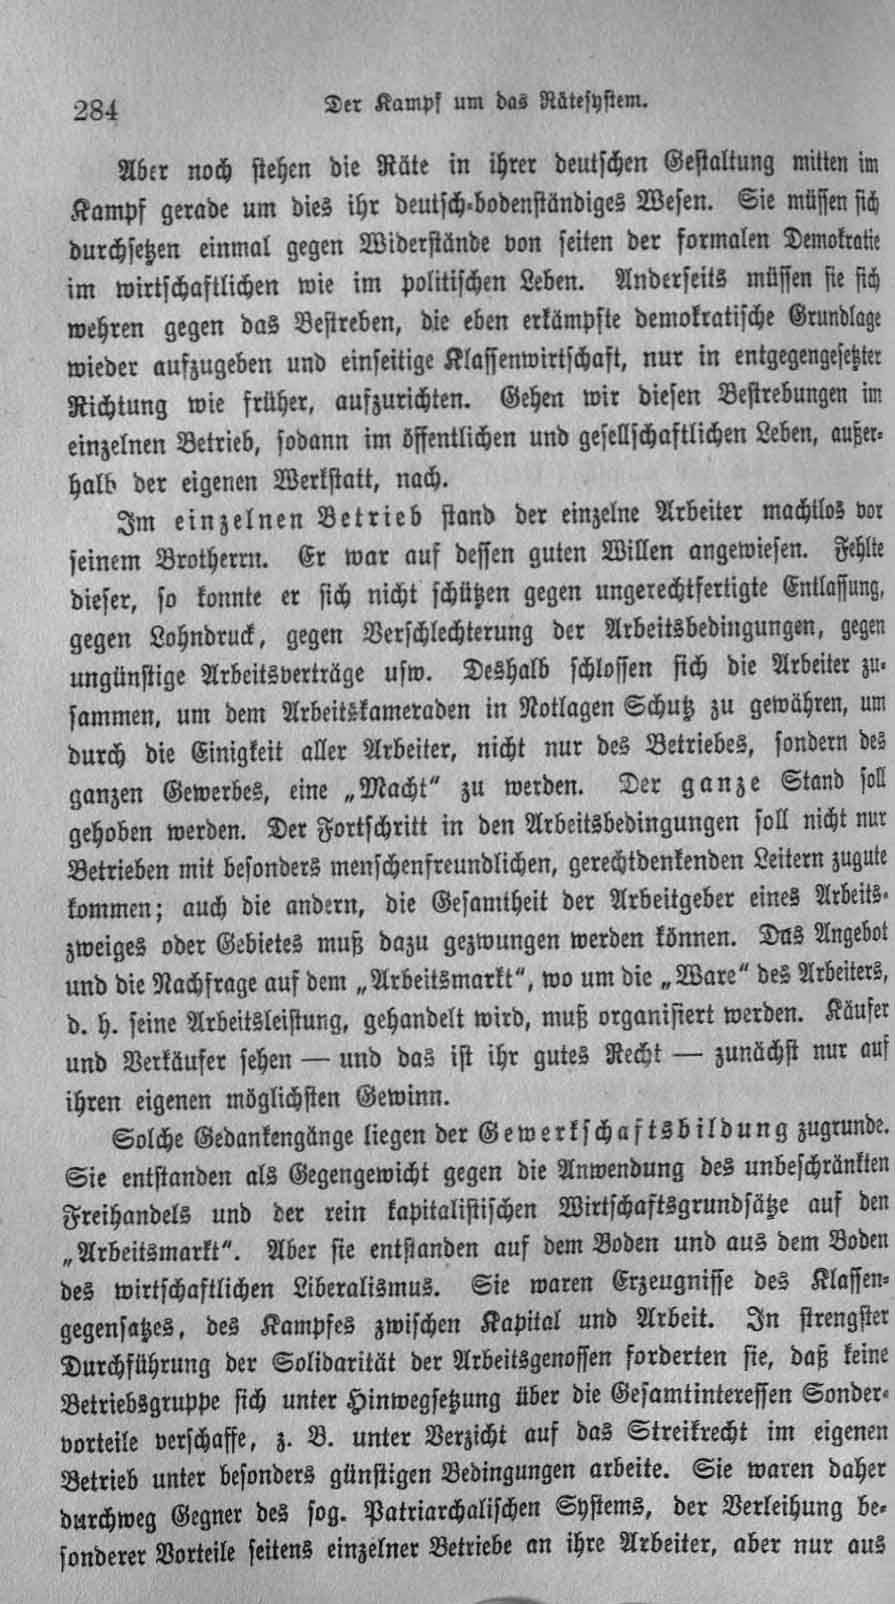 284
Der Kampf um das Rätesystem.
Aber noch stehen die Räte in ihrer deutschen Gestaltung mitten im
Kampf gerade um dies ihr deutsch-bodenständiges Wesen. Sie müssen sich
durchsetzen einmal gegen Widerstände von seiten der formalen Demokratie
im wirtschaftlichen wie im politischen Leben. Anderseits müssen sie sich
wehren gegen das Bestreben, die eben erkämpfte demokratische Grundlage
wieder aufzugeben und einseitige Klassenwirtschaft, nur in entgegengesetzter
Richtung wie früher, aufzurichten. Gehen wir diesen Bestrebungen im
einzelnen Betrieb, sodann im öffentlichen und gesellschaftlichen Leben, außer-
halb der eigenen Werkstatt, nach.
Im einzelnen Betrieb stand der einzelne Arbeiter machtlos vor
seinem Brotherrn. Er war auf dessen guten Willen angewiesen. Fehlte
dieser, so konnte er sich nicht schützen gegen ungerechtfertigte Entlassung,
gegen Lohndruck, gegen Verschlechterung der Arbeitsbedingungen, gegen
ungünstige Arbeitsverträge usw. Deshalb schlossen sich die Arbeiter zu-
sammen, um dem Arbeitskameraden in Notlagen Schutz zu gewähren, um
durch die Einigkeit aller Arbeiter, nicht nur des Betriebes, sondern des
ganzen Gewerbes, eine „Macht“ zu werden. Der ganze Stand soll
gehoben werden. Der Fortschritt in den Arbeitsbedingungen soll nicht nur
Betrieben mit besonders menschenfreundlichen, gerechtdenkenden Leitern zugute
kommen; auch die andern, die Gesamtheit der Arbeitgeber eines Arbeits-
zweiges oder Gebietes muß dazu gezwungen werden können. Das Angebot
und die Nachfrage auf dem „Arbeitsmarkt“, wo um die „Ware“ des Arbeiters,
d. h. seine Arbeitsleistung, gehandelt wird, muß organisiert werden. Käufer
und Verkäufer sehen — und das ist ihr gutes Recht — zunächst nur auf
ihren eigenen möglichsten Gewinn.
Solche Gedankengänge liegen der Gewerkschaftsbildung zugrunde.
Sie entstanden als Gegengewicht gegen die Anwendung des unbeschränkten
Freihandels und der rein kapitalistischen Wirtschaftsgrundsätze auf den
„Arbeitsmarkt“. Aber sie entstanden auf dem Boden und aus dem Boden
des wirtschaftlichen Liberalismus. Sie waren Erzeugnisse des Klassen-
gegensatzes, des Kampfes zwischen Kapital und Arbeit. In strengster
Durchführung der Solidarität der Arbeitsgenossen forderten sie, daß keine
Betriebsgruppe sich unter Hinwegsetzung über die Gesamtinteressen Sonder-
vorteile verschaffe, z. B. unter Verzicht auf das Streikrecht im eigenen
Betrieb unter besonders günstigen Bedingungen arbeite. Sie waren daher
durchweg Gegner des sog. Patriarchalischen Systems, der Verleihung be-
sonderer Vorteile seitens einzelner Betriebe an ihre Arbeiter, aber nur aus